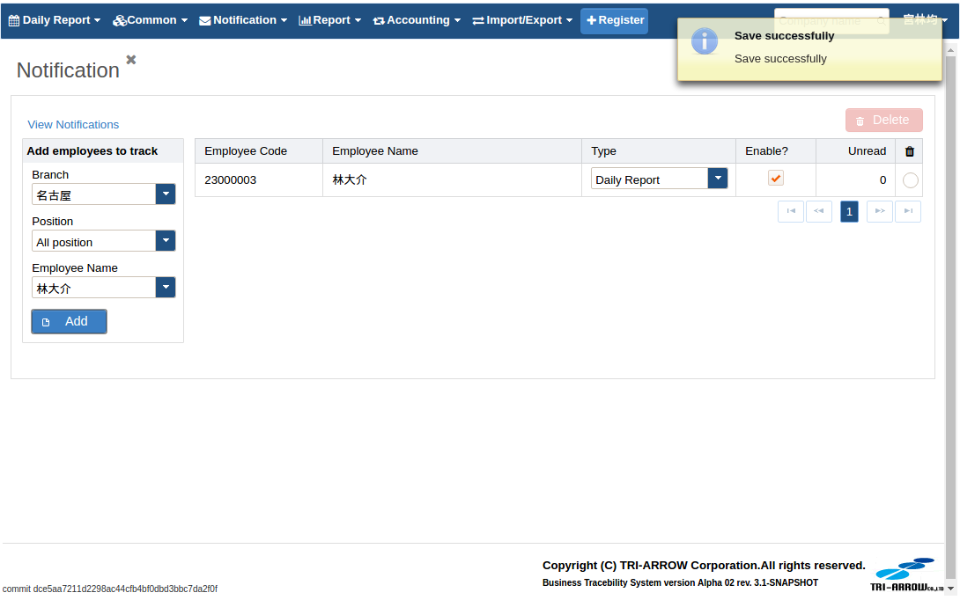 Daily Report Common Notification Report Accounting Import/Export Register
Save successfully
Save successfully
Notification
View Notifications
Delete
Add employees to track
Branch
名古屋
Position
All position
Employee Name
林大介
Add
Employee Code Employee Name Type Enable? Unread
23000003 林大介 Daily Report 0
1
Copyright (C) TRI-ARROW Corporation.All rights reserved.
Business Tracebility System version Alpha 02 rev. 3.1-SNAPSHOT
TRI-ARROW
commit dce5aa7211d2298ac44cfb4bf0dbd3bbc7da2f0f